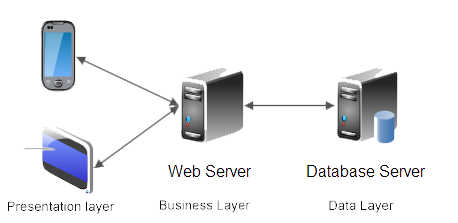 Web Server
Database Server
Presentation layer
Business Layer
Data Layer